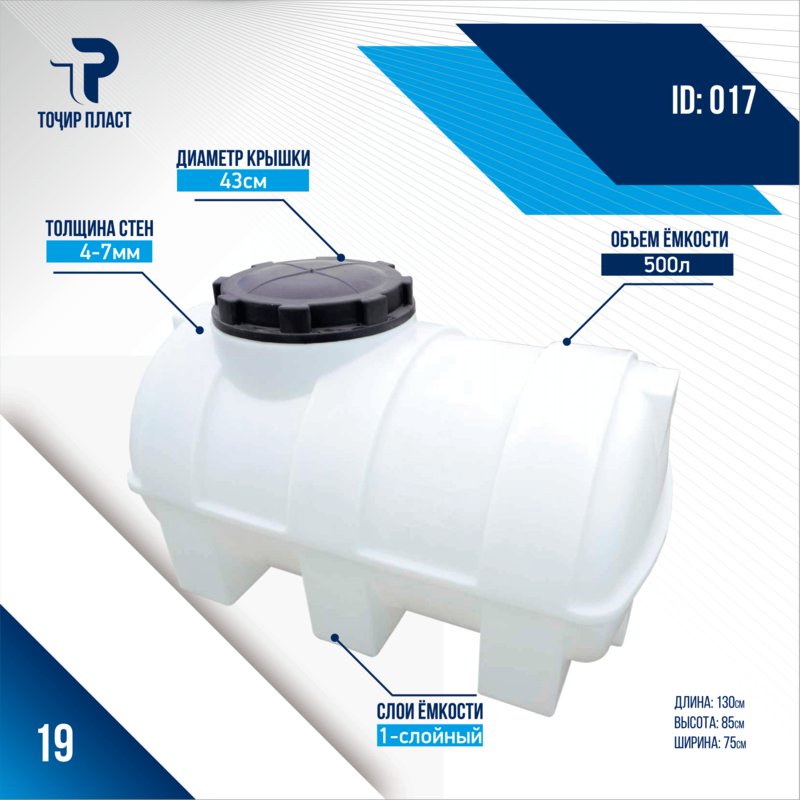 ТОҶИР ПЛАСТ
ID: 017
ДИАМЕТР КРЫШКИ
43см
ТОЛЩИНА СТЕН
4-7мм
ОБЪЕМ ЁМКОСТИ
500л
СЛОИ ЁМКОСТИ
1-слойный
ДЛИНА: 130см
ВЫСОТА: 85см
ШИРИНА: 75см
19